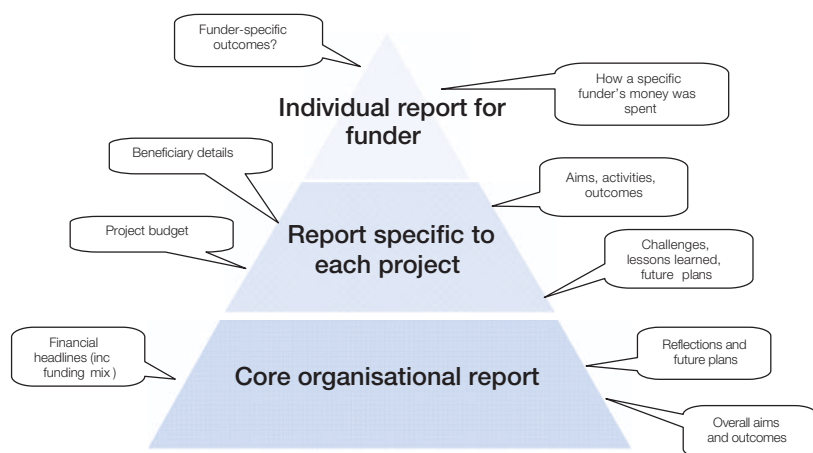 Funder-specific
outcomes?
How a specific
funder's money was
spent
Individual report for
funder
Beneficiary details
Aims, activities,
outcomes
Project budget
Report specific to
each project
Challenges,
lessons learned,
future plans
Financial
headlines (inc
funding mix )
Core organisational report
Reflections and
future plans
Overall aims
and outcomes